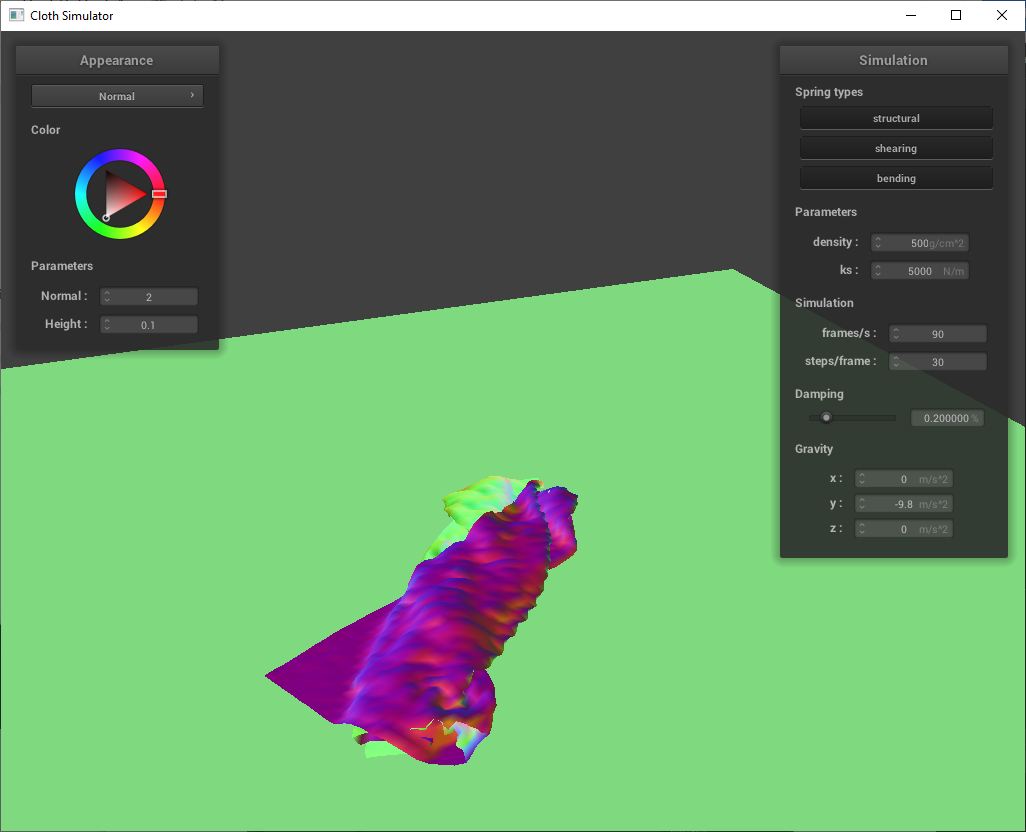 Cloth Simulator
Appearance
Normal
Color
Parameters
Normal : 2
Height : 0.1
Simulation
Spring types
structural
shearing
bending
Parameters
density : 500g/cm^2
ks : 5000 N/m
Simulation
frames/s : 90
steps/frame : 30
Damping
0.200000 %
Gravity
x : 0 m/s^2
y : -9.8 m/s^2
z : 0 m/s^2